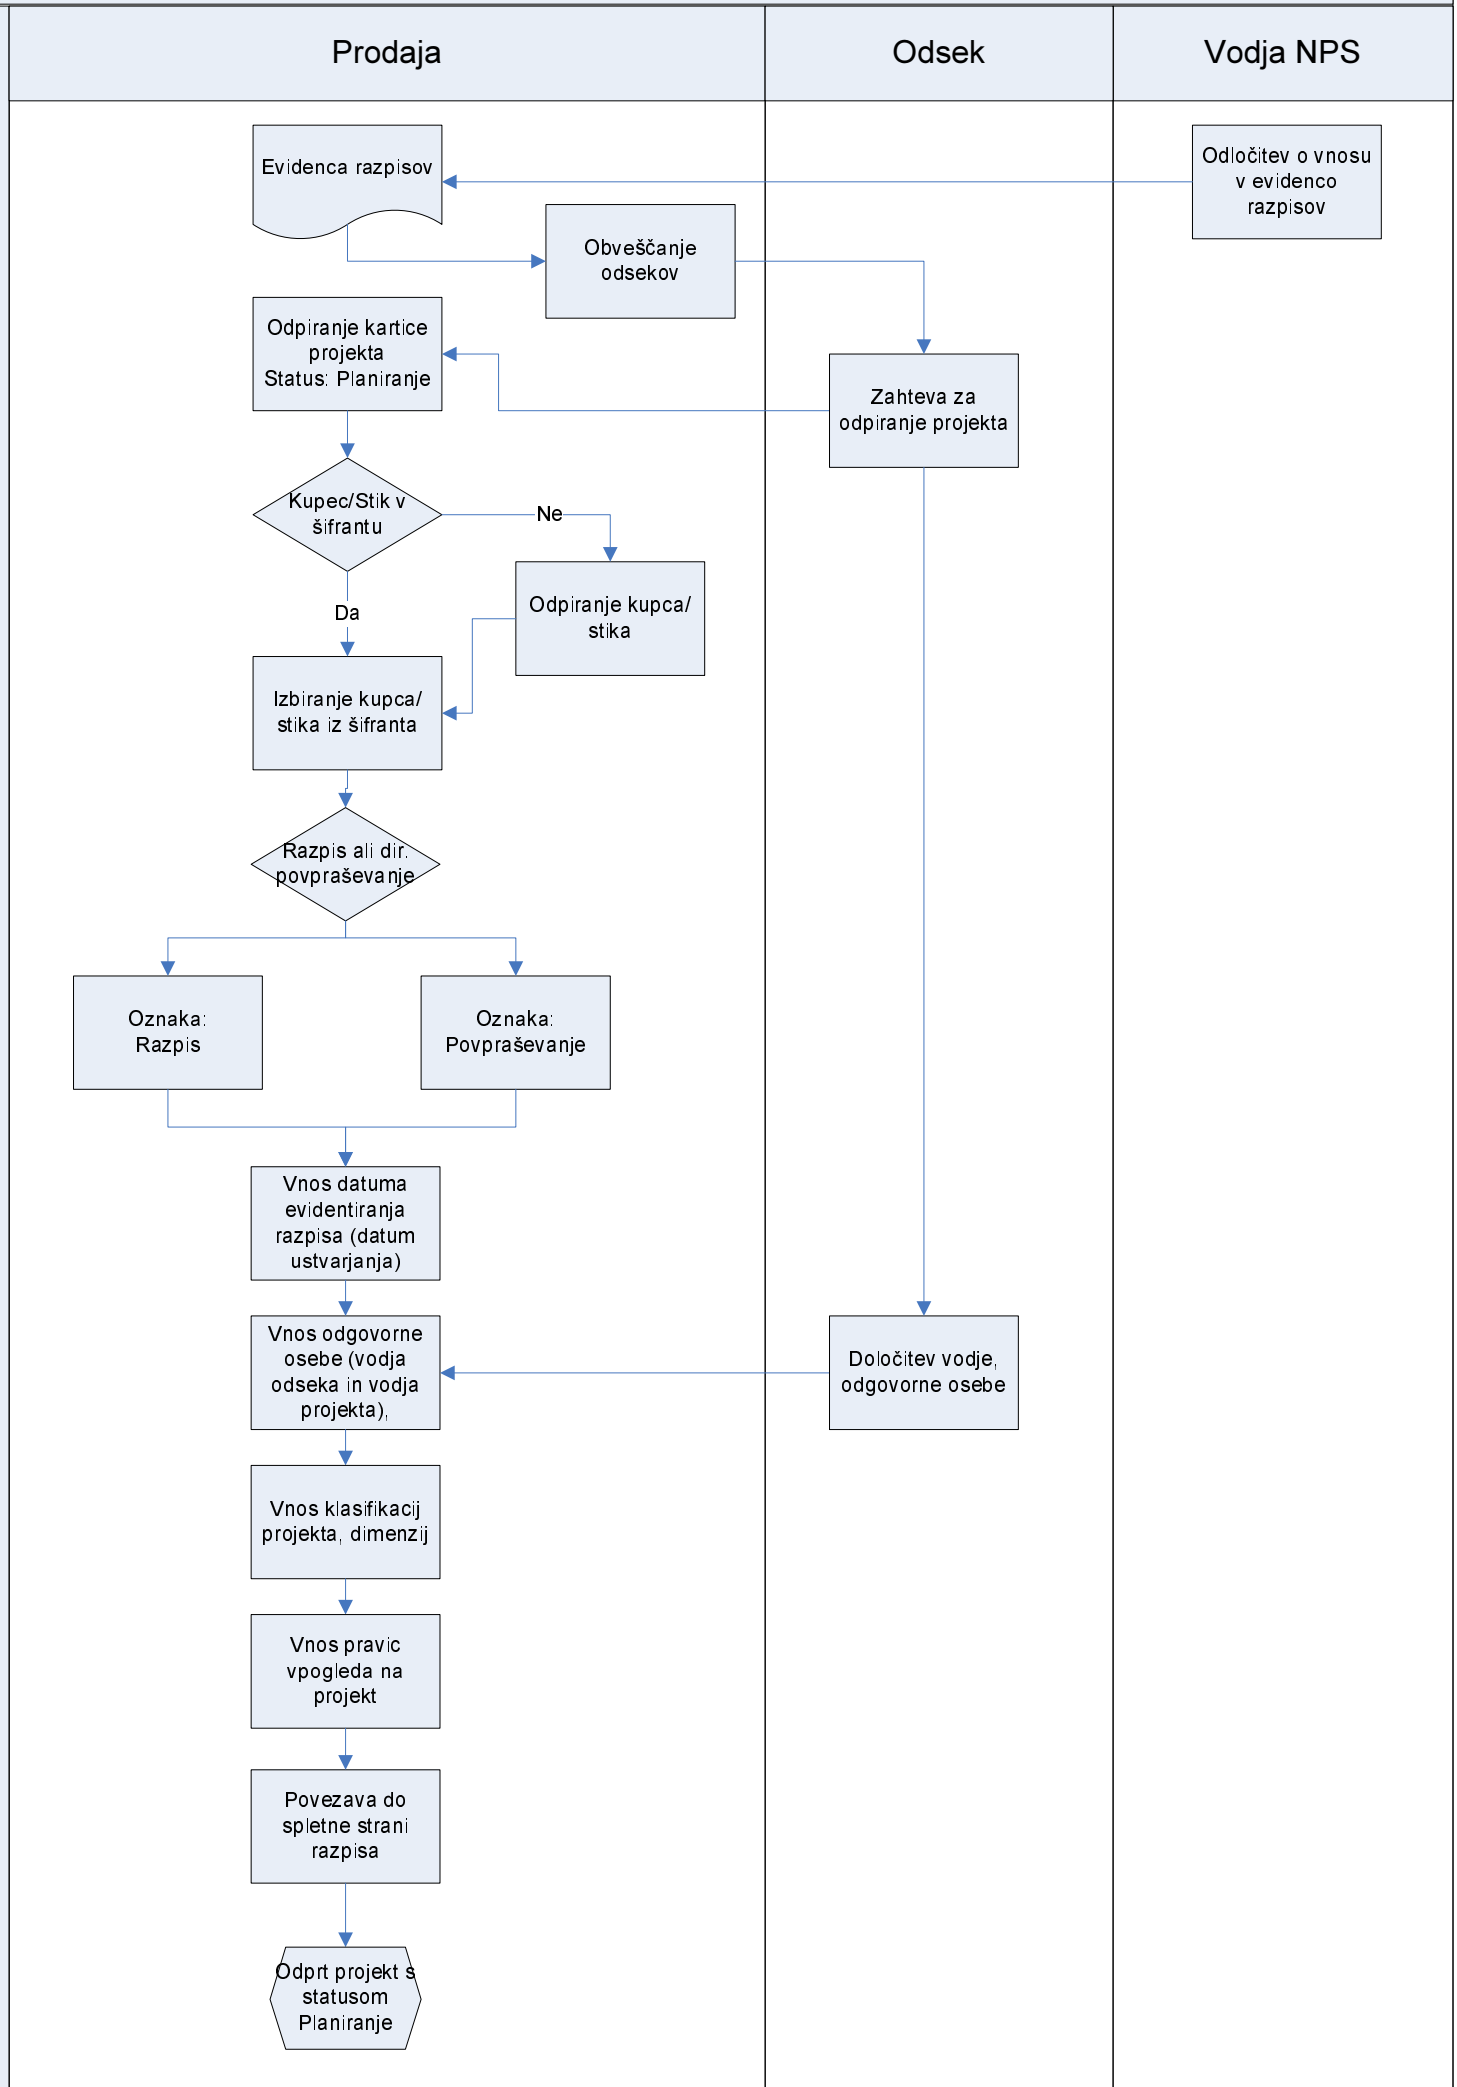 Prodaja
Odsek
Vodja NPS
Evidenca razpisov
Odločitev o vnosu
v evidenco
razpisov
Obveščanje
odsekov
Odpiranje kartice
projekta
Status: Planiranje
Zahteva za
odpiranje projekta
Kupec/Stik v
šifrantu
Ne
Da
Odpiranje kupca/
stika
Izbiranje kupca/
stika iz šifranta
Razpis ali dir.
povpraševanje
Oznaka:
Razpis
Oznaka:
Povpraševanje
Vnos datuma
evidentiranja
razpisa (datum
ustvarjanja)
Vnos odgovorne
osebe (vodja
odseka in vodja
projekta),
Določitev vodje,
odgovorne osebe
Vnos klasifikacij
projekta, dimenzij
Vnos pravic
vpogleda na
projekt
Povezava do
spletne strani
razpisa
Odprt projekt s
statusom
Planiranje